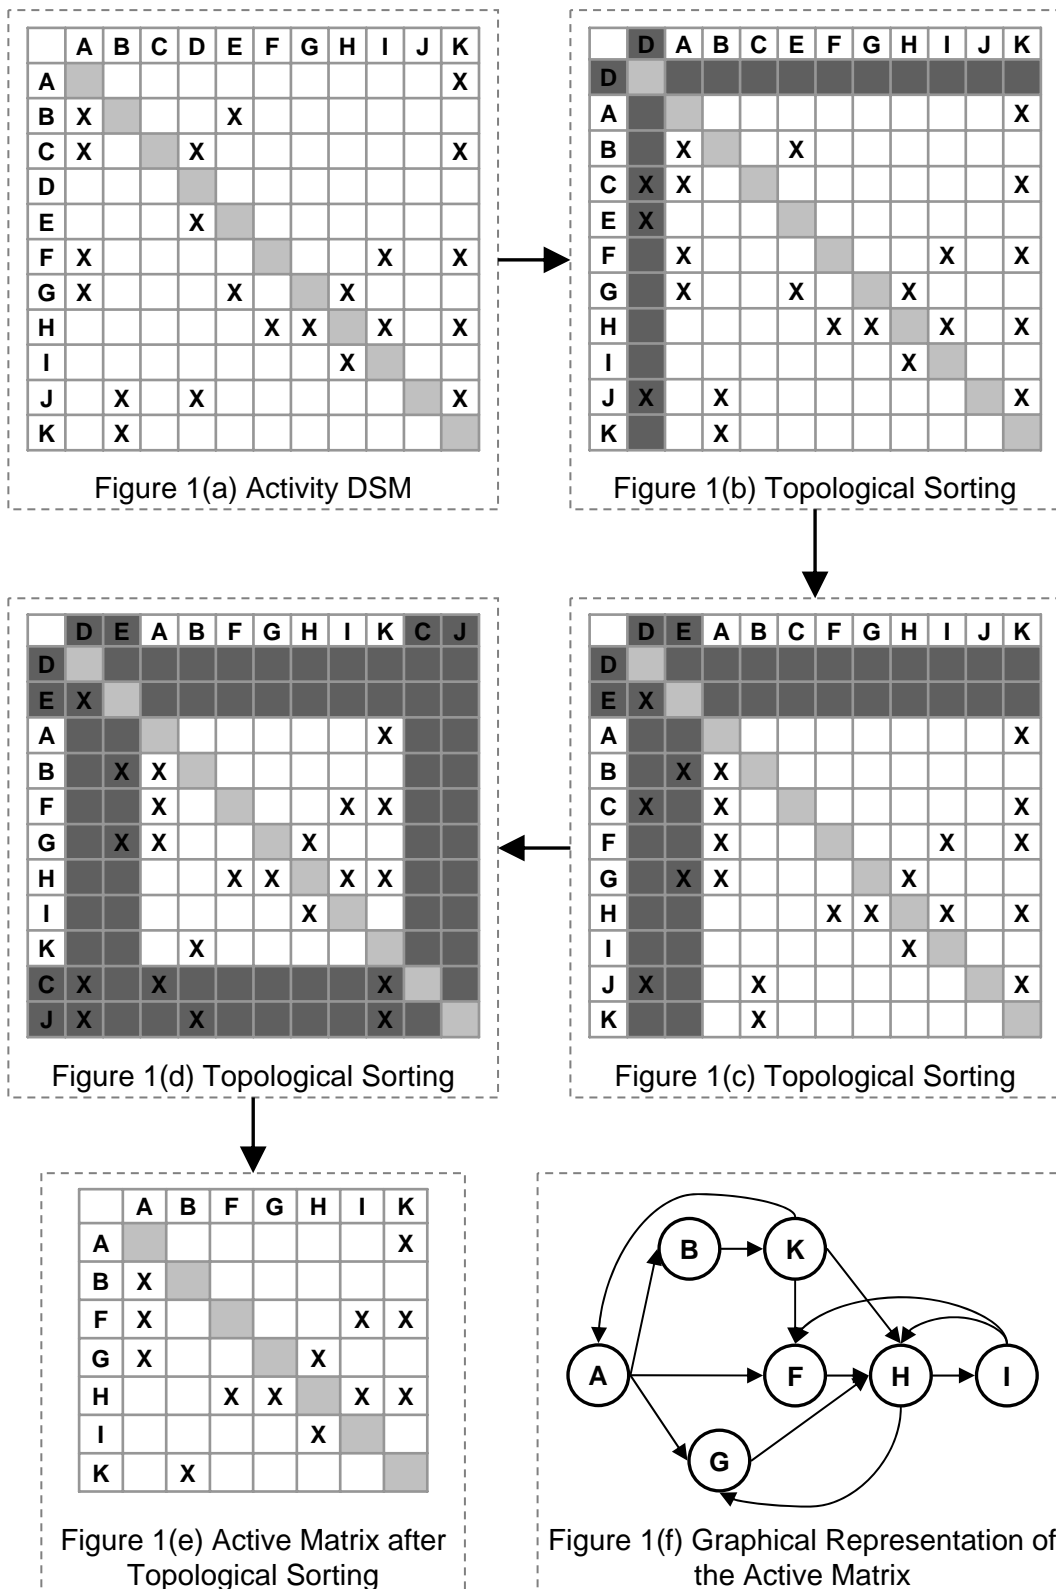 A B C D E F G H I J K
A X
B X X
C X X X
D
E X
F X X X
G X X X
H X X X X
I X
J X X X
K X
Figure 1(a) Activity DSM
D A B C E F G H I J K
D
A X
B X X
C X X X
E X
F X X X
G X X X
H X X X X
I X
J X X X
K X
Figure 1(b) Topological Sorting
D E A B F G H I K C J
D
E X
A X
B X X
F X X X
G X X X
H X X X X
I X
K X
C X X X
J X X X
Figure 1(d) Topological Sorting
D E A B C F G H I J K
D
E X
A X
B X X
C X X X
F X X X
G X X X
H X X X X
I X
J X X X
K X
Figure 1(c) Topological Sorting
A B F G H I K
A X
B X
F X X X
G X X
H X X X X
I X
K X
Figure 1(e) Active Matrix after
Topological Sorting
B K
A F H I
G
Figure 1(f) Graphical Representation of
the Active Matrix